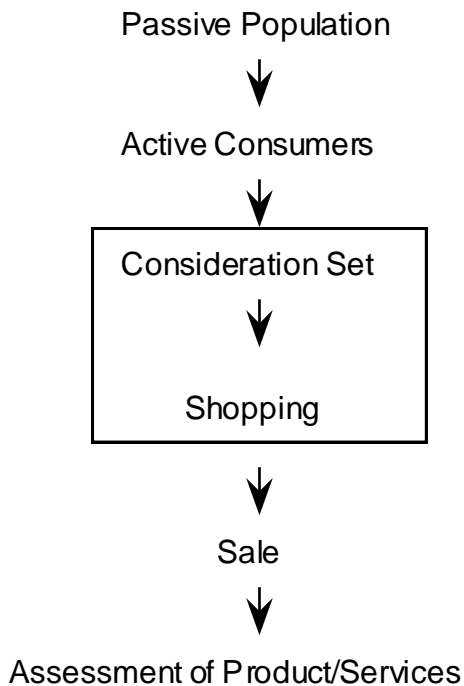 Passive Population
Active Consumers
Consideration Set
Shopping
Sale
Assessment of Product/Services